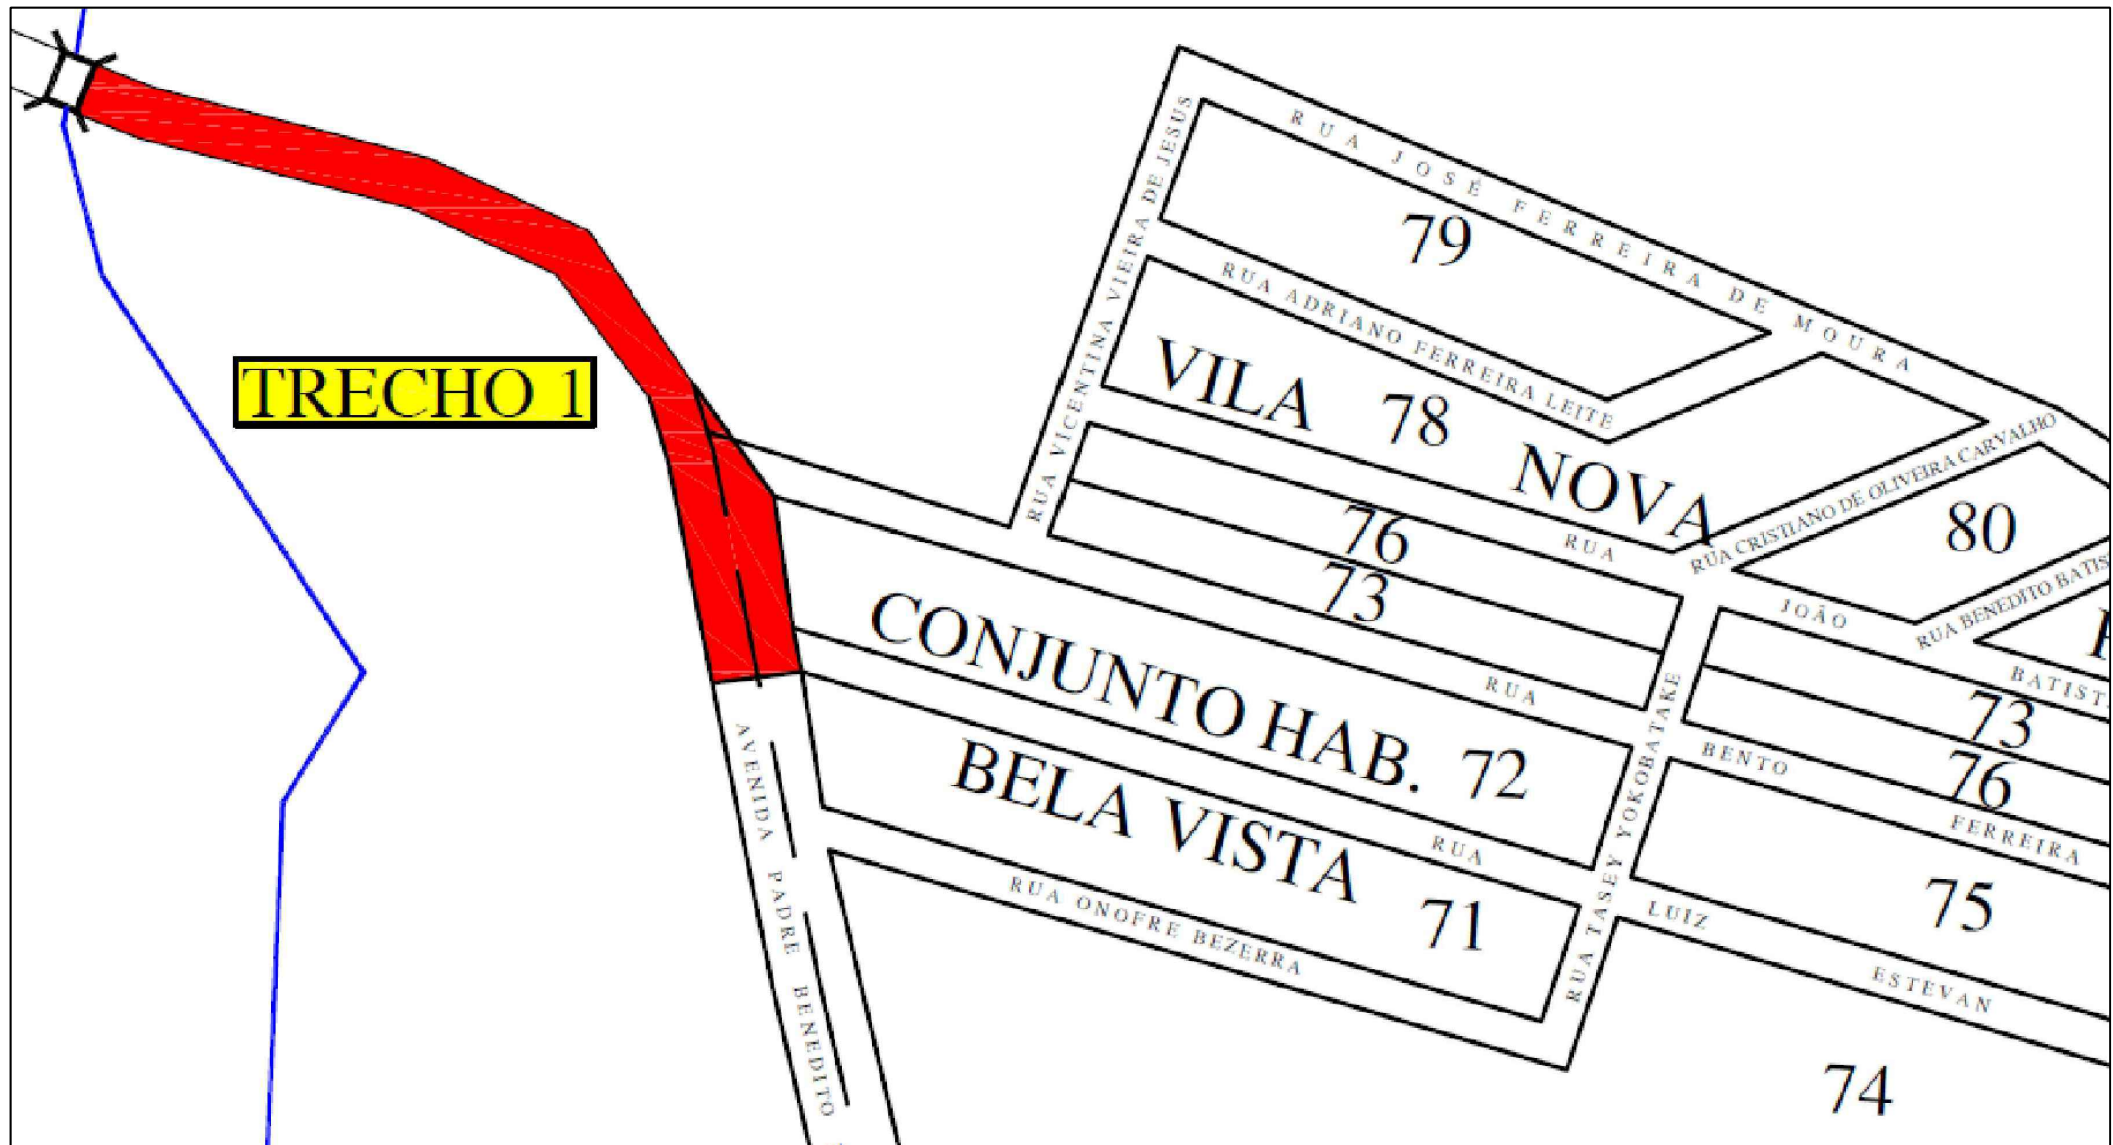 RUA JOSÉ FERREIRA DE MOURA
RUA VICENTINA VIEIRA DE JESUS
79
RUA ADRIANO FERREIRA LEITE
TRECHO 1
VILA 78 NOVA
RUA CRISTIANO DE OLIVEIRA CARVALHO
80
76
RUA JOÃO BATIST
73
RUA BENEDITO BATIS
CONJUNTO HAB. 72
RUA BENTO FERREIRA
73
76
BELA VISTA 71
RUA TASEY YOKOBATAKE
RUA LUIZ ESTEVAN
75
RUA ONOFRE BEZERRA
AVENIDA PADRE BENEDITO
74